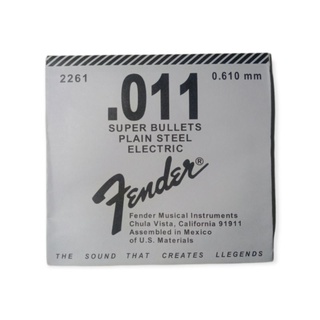 2261 .011 0.610 mm
SUPER BULLETS
PLAIN STEEL
ELECTRIC
Fender®
Fender Musical Instruments
Chula Vista, California 91911
Assembled in Mexico
of U.S. Materials
THE SOUND THAT CREATES LLEGENDS